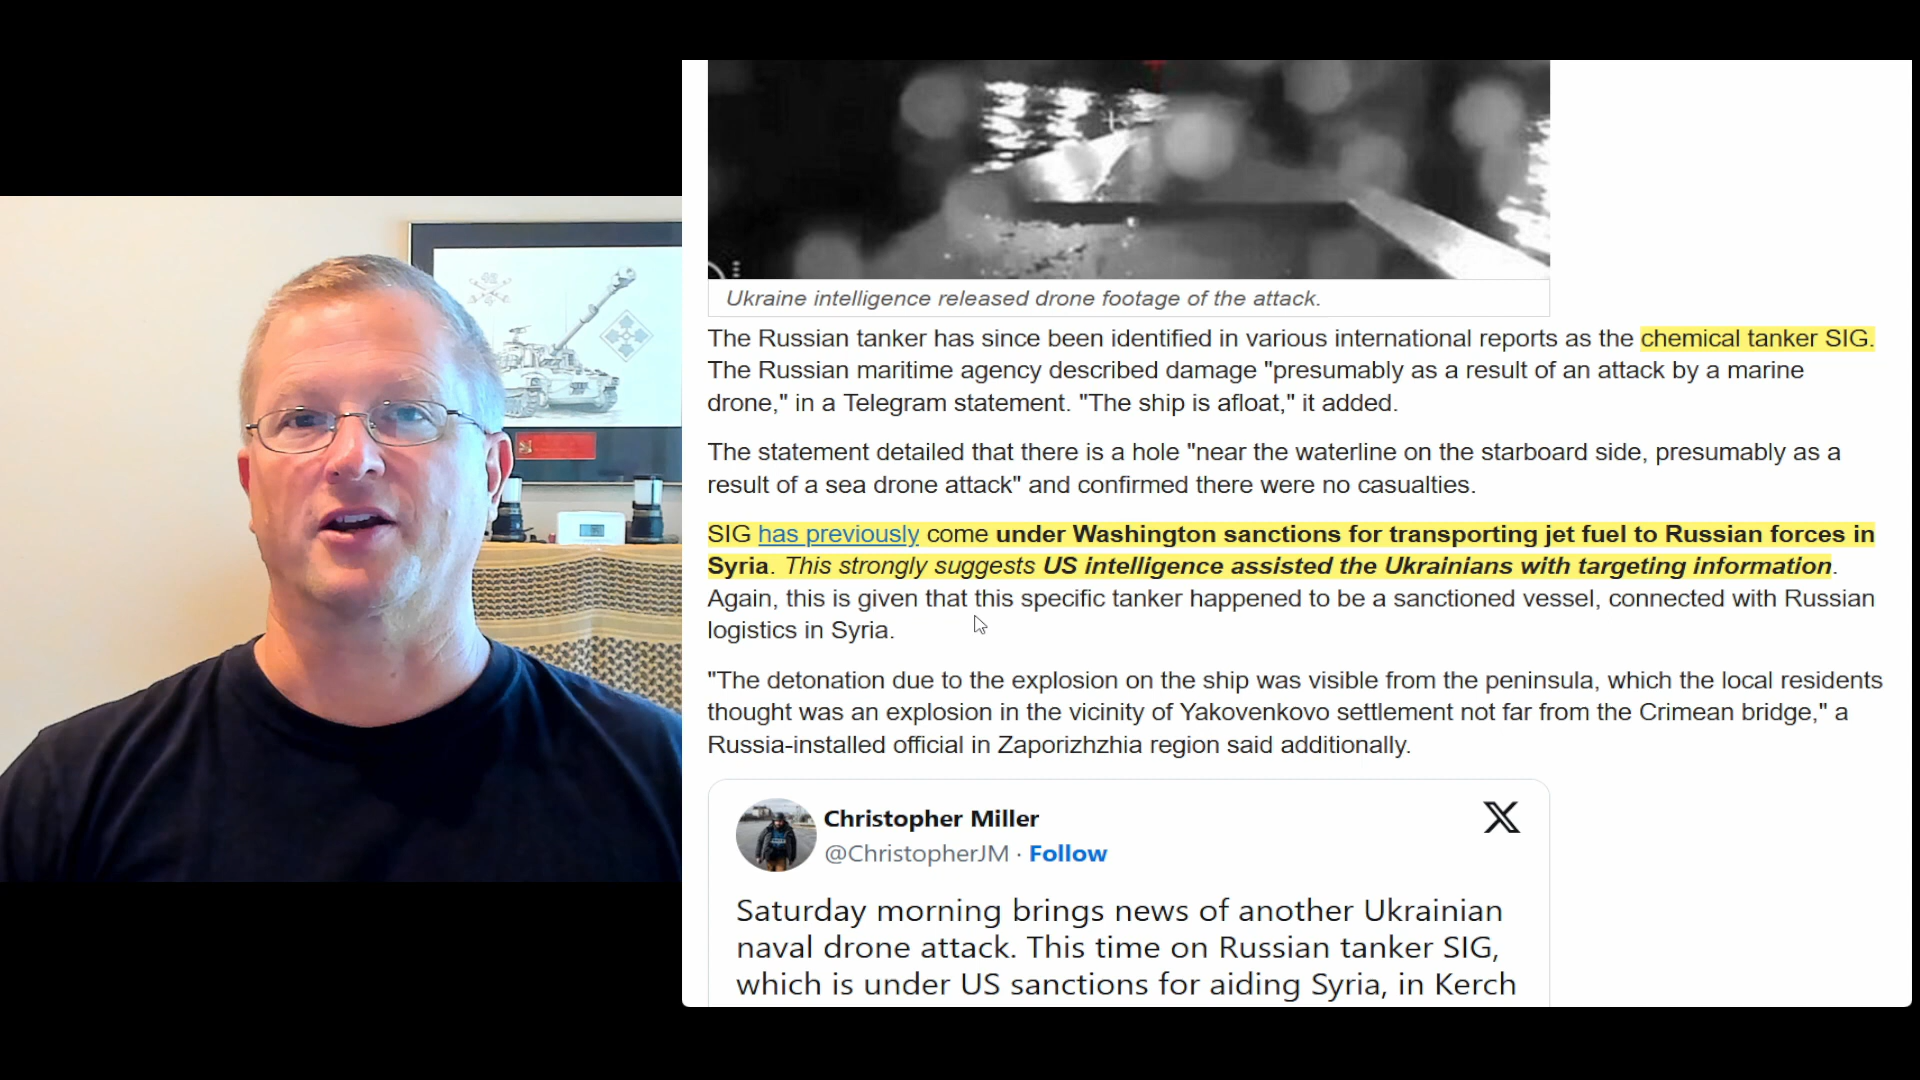 Ukraine intelligence released drone footage of the attack.
The Russian tanker has since been identified in various international reports as the chemical tanker SIG.
The Russian maritime agency described damage "presumably as a result of an attack by a marine
drone," in a Telegram statement. "The ship is afloat," it added.
The statement detailed that there is a hole "near the waterline on the starboard side, presumably as a
result of a sea drone attack" and confirmed there were no casualties.
SIG has previously come under Washington sanctions for transporting jet fuel to Russian forces in
Syria. This strongly suggests US intelligence assisted the Ukrainians with targeting information.
Again, this is given that this specific tanker happened to be a sanctioned vessel, connected with Russian
logistics in Syria.
"The detonation due to the explosion on the ship was visible from the peninsula, which the local residents
thought was an explosion in the vicinity of Yakovenkovo settlement not far from the Crimean bridge," a
Russia-installed official in Zaporizhzhia region said additionally.
Christopher Miller
@ChristopherJM · Follow
Saturday morning brings news of another Ukrainian
naval drone attack. This time on Russian tanker SIG,
which is under US sanctions for aiding Syria, in Kerch